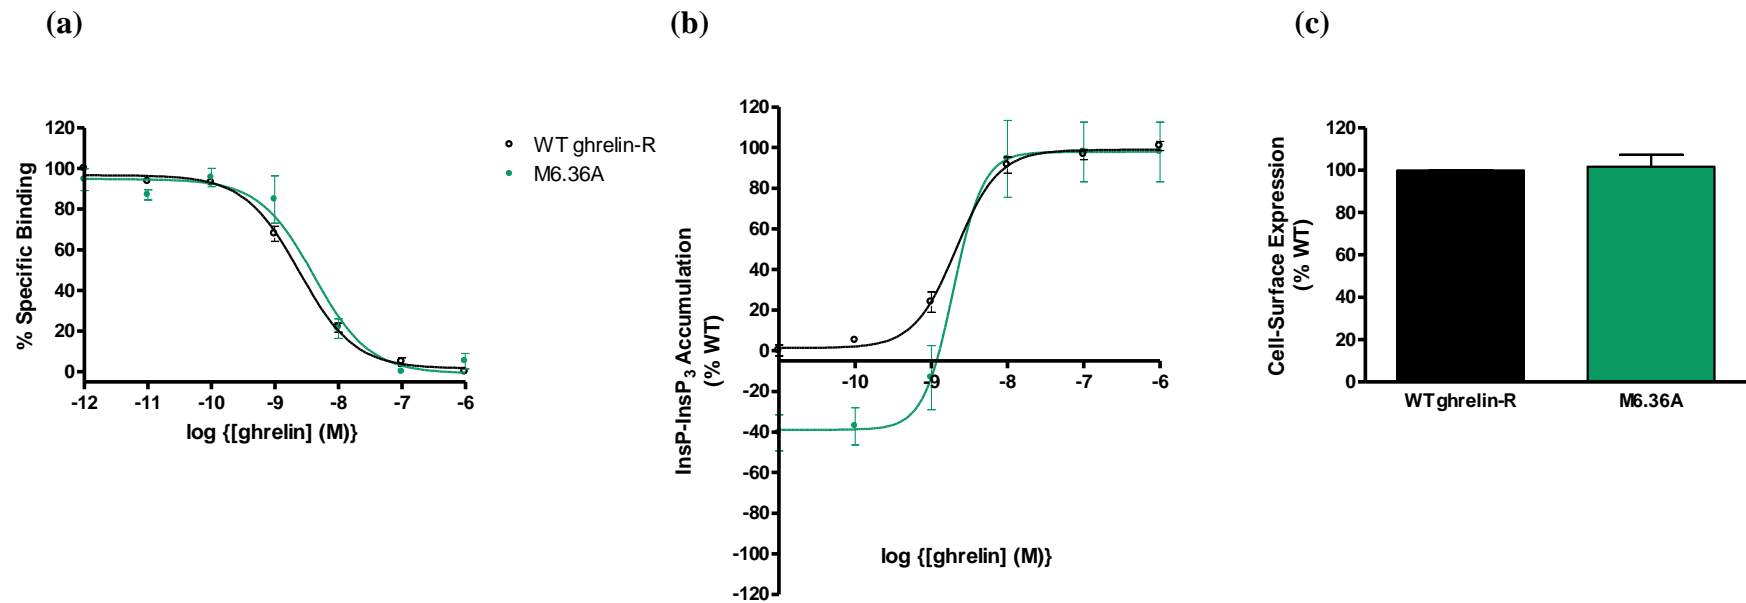 (a)
(b)
(c)
120
100
80
60
40
20
0
% Specific Binding
-12
-11
-10
-9
-8
-7
-6
log {[ghrelin] (M)}
WT ghrelin-R
M6.36A
120
100
80
60
40
20
0
-20
-40
-60
-80
-100
-120
InsP-InsP3 Accumulation
(% WT)
-10
-9
-8
-7
-6
log {[ghrelin] (M)}
120
100
80
60
40
20
0
Cell-Surface Expression
(% WT)
WT ghrelin-R
M6.36A